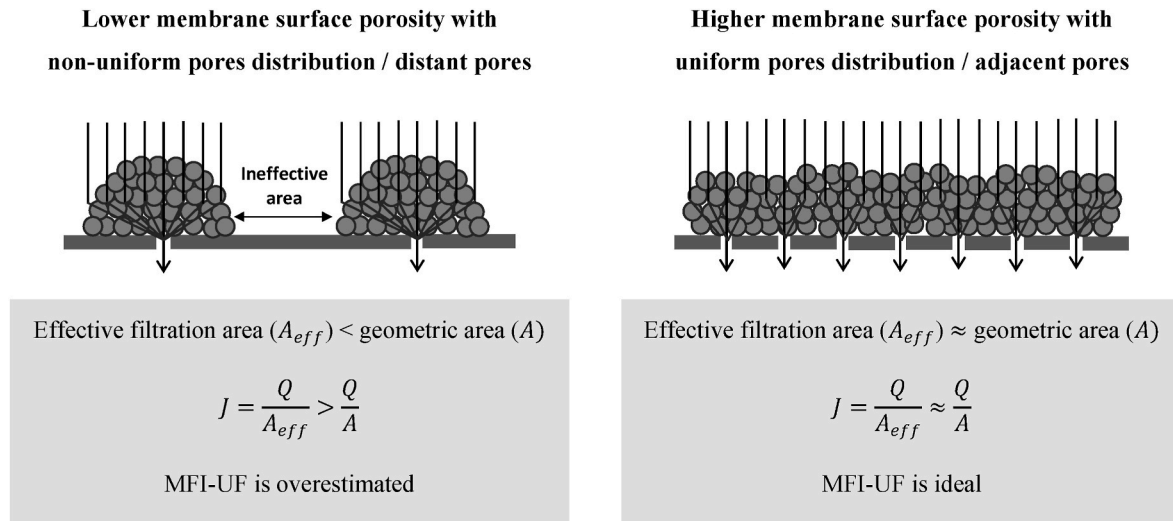 Lower membrane surface porosity with
non-uniform pores distribution / distant pores
Ineffective
area
Effective filtration area (A_eff) < geometric area (A)
J = Q/A_eff > Q/A
MFI-UF is overestimated
Higher membrane surface porosity with
uniform pores distribution / adjacent pores
Effective filtration area (A_eff) ≈ geometric area (A)
J = Q/A_eff ≈ Q/A
MFI-UF is ideal